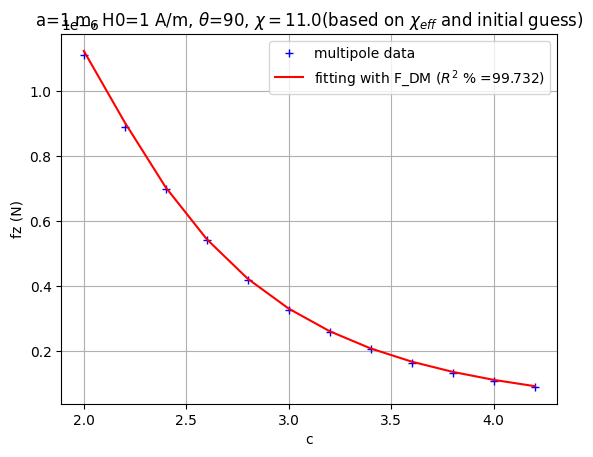 a=1 m, H0=1 A/m, θ=90, χ = 11.0(based on χ_eff and initial guess)
1e−6
multipole data
fitting with F_DM (R² % =99.732)
1.0
0.8
0.6
0.4
0.2
fz (N)
2.0 2.5 3.0 3.5 4.0
c